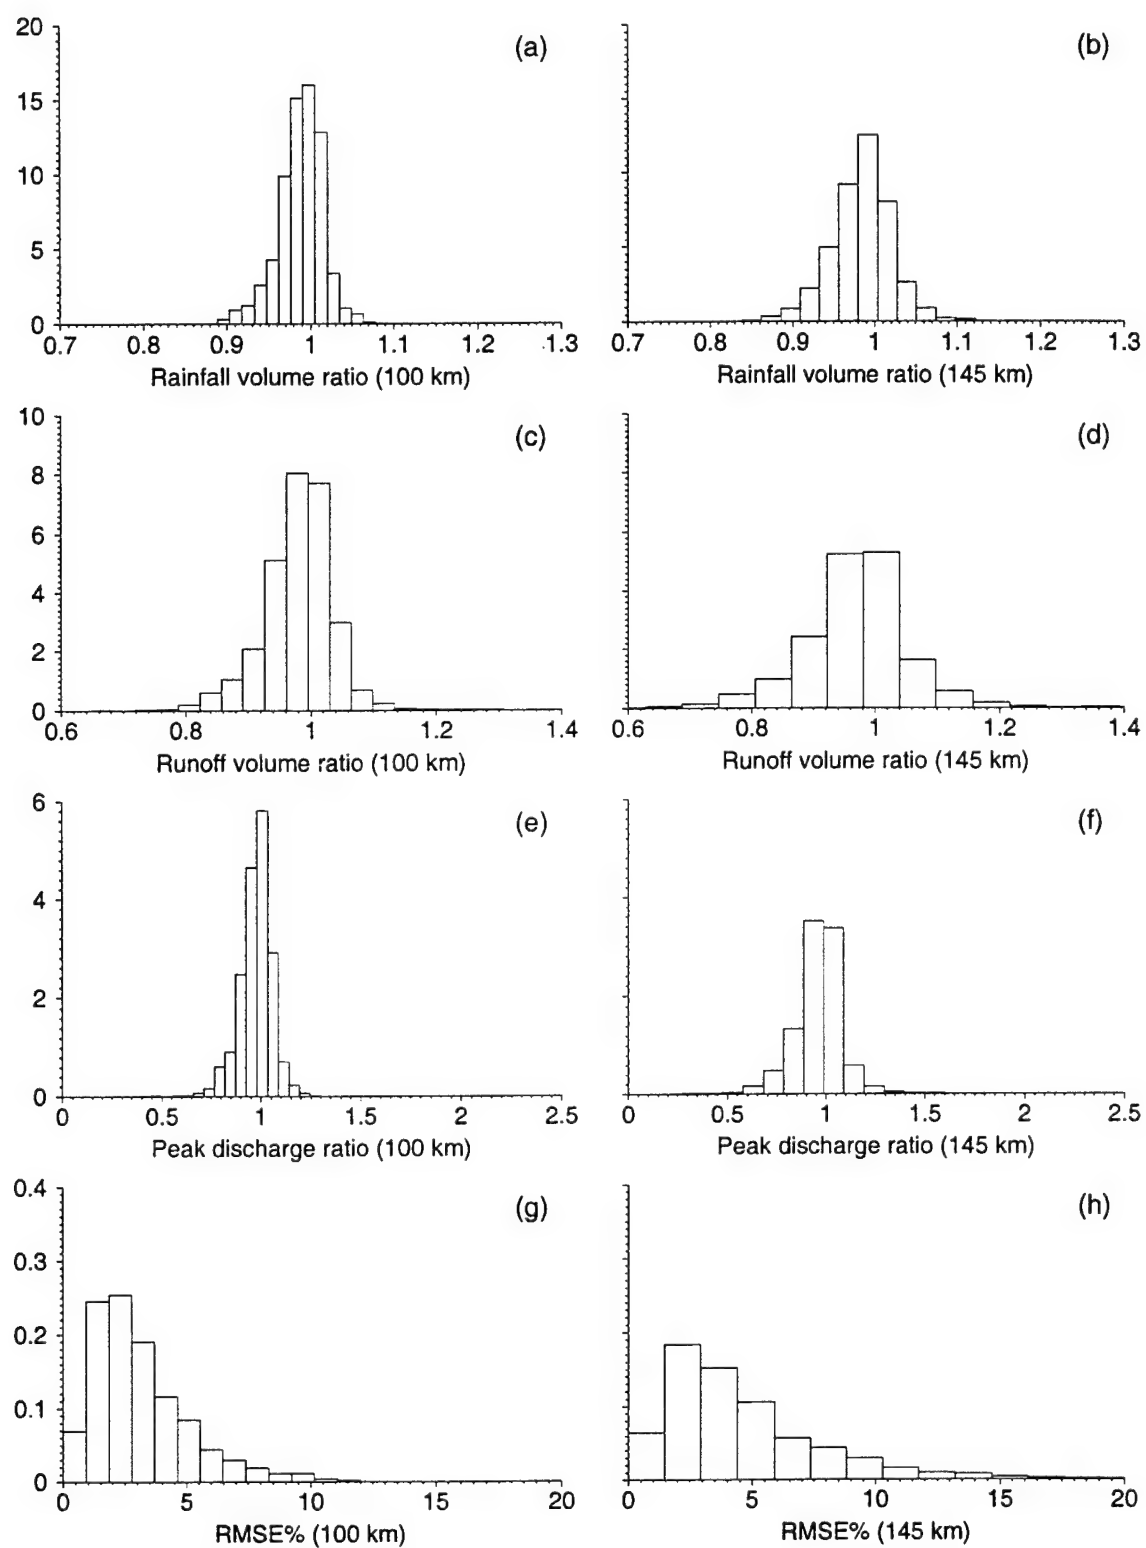 20
15
10
5
0
(a)
0.7 0.8 0.9 1 1.1 1.2 1.3
Rainfall volume ratio (100 km)
(b)
0.7 0.8 0.9 1 1.1 1.2 1.3
Rainfall volume ratio (145 km)
10
8
6
4
2
0
(c)
0.6 0.8 1 1.2 1.4
Runoff volume ratio (100 km)
(d)
0.6 0.8 1 1.2 1.4
Runoff volume ratio (145 km)
6
4
2
0
(e)
0 0.5 1 1.5 2 2.5
Peak discharge ratio (100 km)
(f)
0 0.5 1 1.5 2 2.5
Peak discharge ratio (145 km)
0.4
0.3
0.2
0.1
0
(g)
0 5 10 15 20
RMSE% (100 km)
(h)
0 5 10 15 20
RMSE% (145 km)